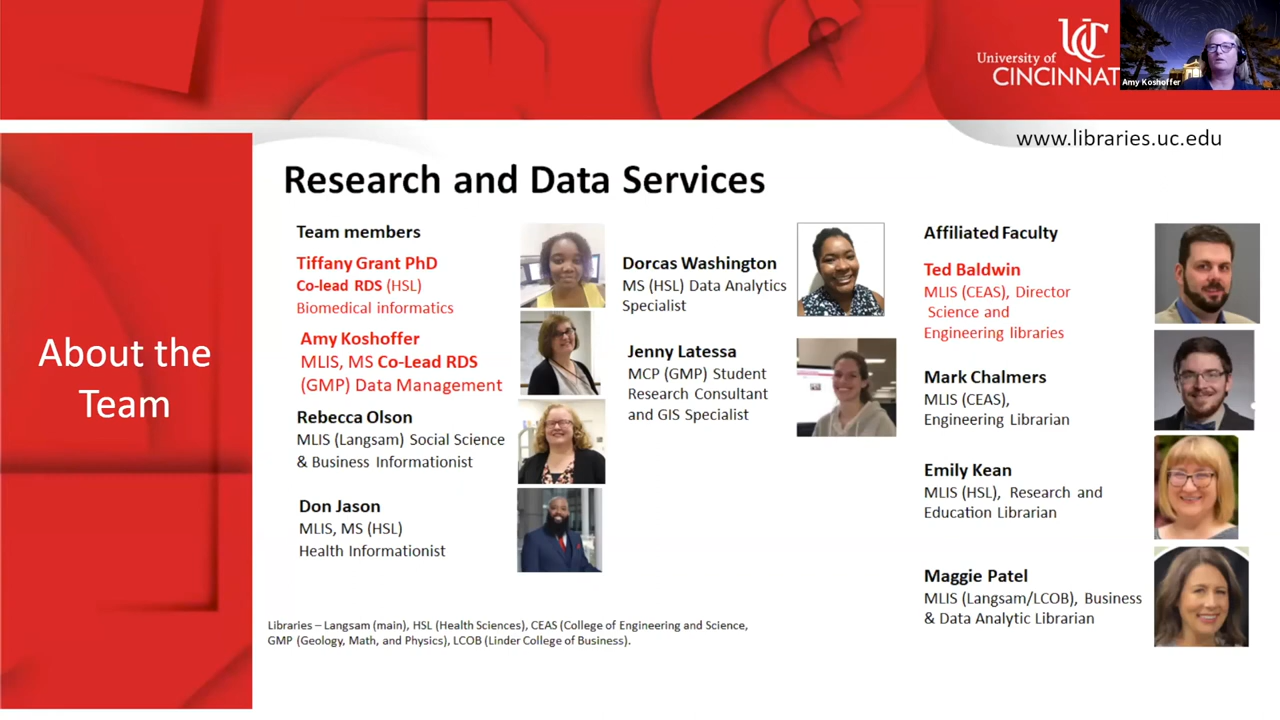 University of
CINCINNAT
Amy Koshoffer
www.libraries.uc.edu
About the
Team
Research and Data Services
Team members
Tiffany Grant PhD
Co-lead RDS (HSL)
Biomedical informatics
Amy Koshoffer
MLIS, MS Co-Lead RDS
(GMP) Data Management
Rebecca Olson
MLIS (Langsam) Social Science
& Business Informationist
Don Jason
MLIS, MS (HSL)
Health Informationist
Dorcas Washington
MS (HSL) Data Analytics
Specialist
Jenny Latessa
MCP (GMP) Student
Research Consultant
and GIS Specialist
Affiliated Faculty
Ted Baldwin
MLIS (CEAS), Director
Science and
Engineering libraries
Mark Chalmers
MLIS (CEAS),
Engineering Librarian
Emily Kean
MLIS (HSL), Research and
Education Librarian
Maggie Patel
MLIS (Langsam/LCOB), Business
& Data Analytic Librarian
Libraries – Langsam (main), HSL (Health Sciences), CEAS (College of Engineering and Science,
GMP (Geology, Math, and Physics), LCOB (Linder College of Business).